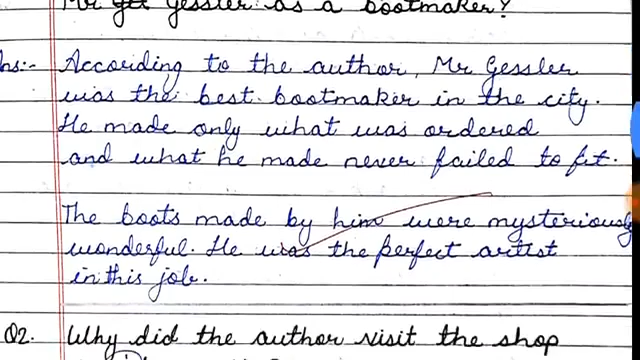 Mr Gessler as a bootmaker?
Ans:- According to the author, Mr Gessler
was the best bootmaker in the city.
He made only what was ordered
and what he made never failed to fit.
The boots made by him were mysteriously
wonderful. He was the perfect artist
in this job.
Q2. Why did the author visit the shop